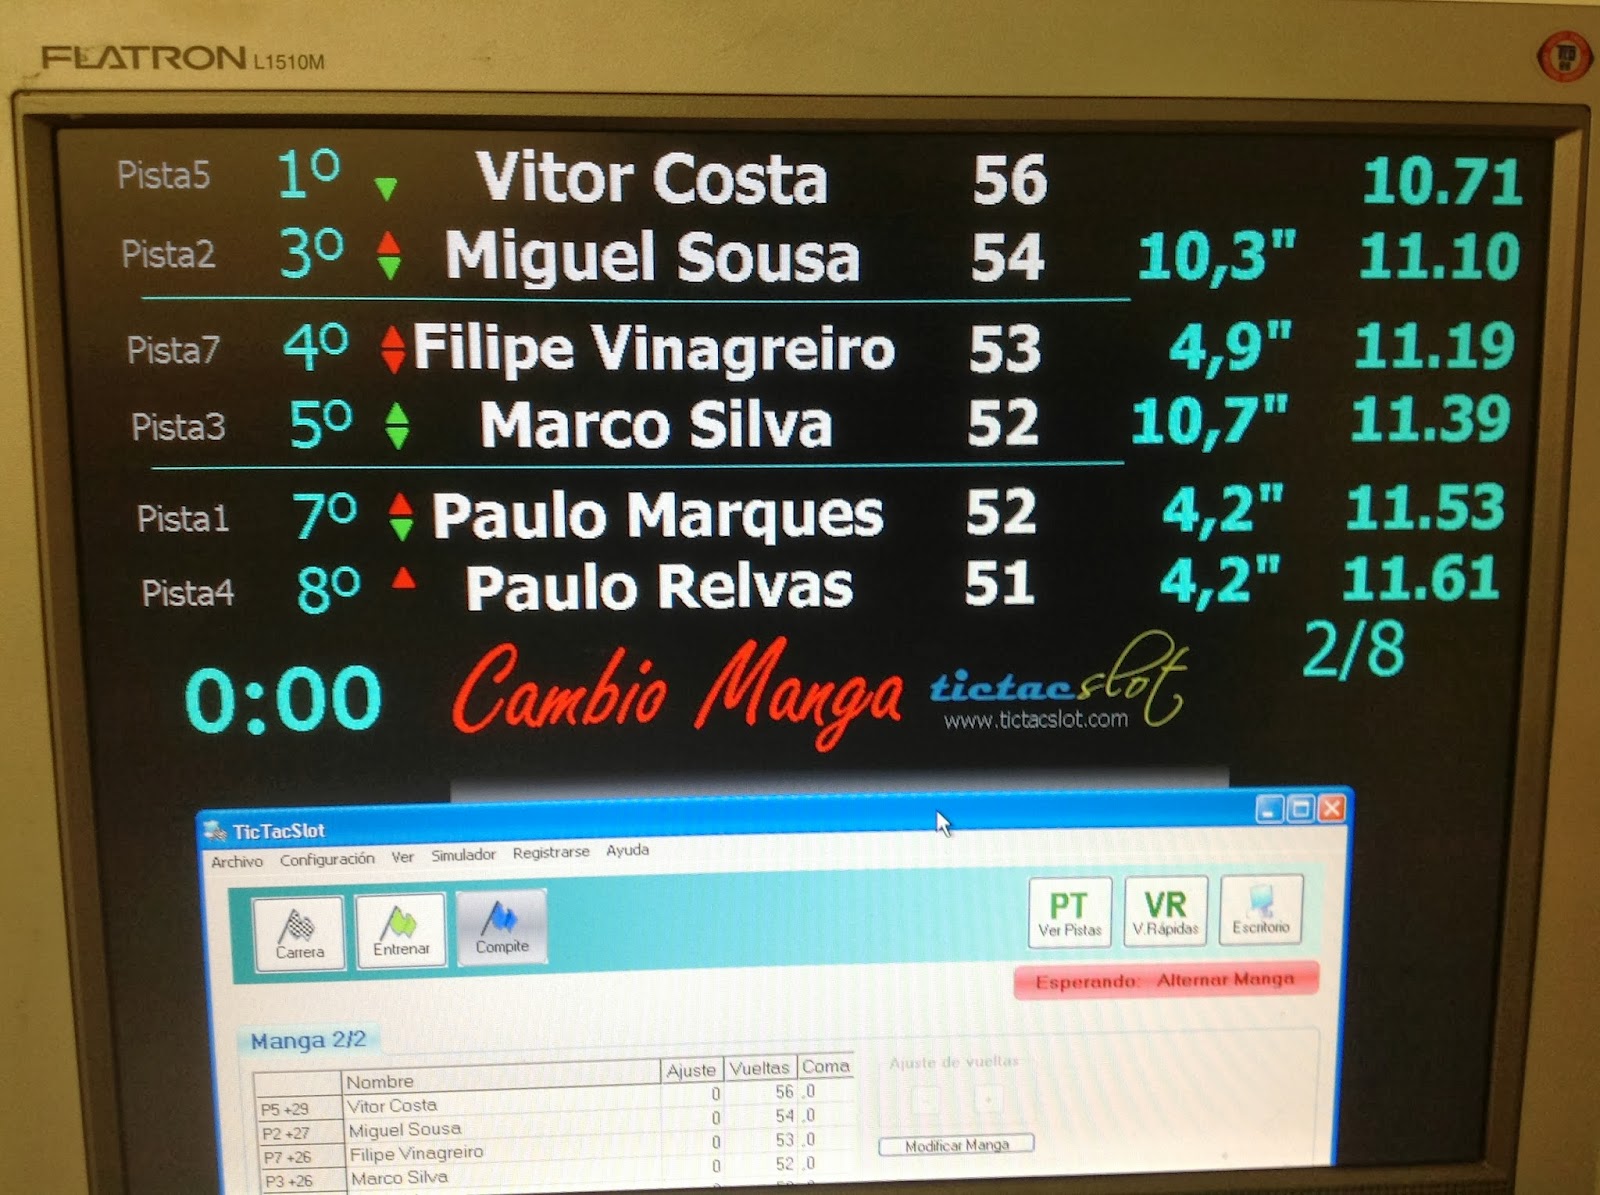 FLATRON L1510M
Pista5 1º Vitor Costa 56 10.71
Pista2 3º Miguel Sousa 54 10,3" 11.10
Pista7 4º Filipe Vinagreiro 53 4,9" 11.19
Pista3 5º Marco Silva 52 10,7" 11.39
Pista1 7º Paulo Marques 52 4,2" 11.53
Pista4 8º Paulo Relvas 51 4,2" 11.61
2/8
0:00 Cambio Manga tictacslot
www.tictacslot.com
TicTacSlot
Archivo Configuración Ver Simulador Registrarse Ayuda
PT VR
Carrera Entrenar Compite Ver Pistas V.Rápidas Escritorio
Esperando: Alternar Manga
Manga 2/2
Nombre Ajuste Vueltas Coma Ajuste de vueltas
P5 +29 Vitor Costa 0 56 ,0
P2 +27 Miguel Sousa 0 54 ,0
P7 +26 Filipe Vinagreiro 0 53 ,0
P3 +26 Marco Silva 0 52 ,0
Modificar Manga